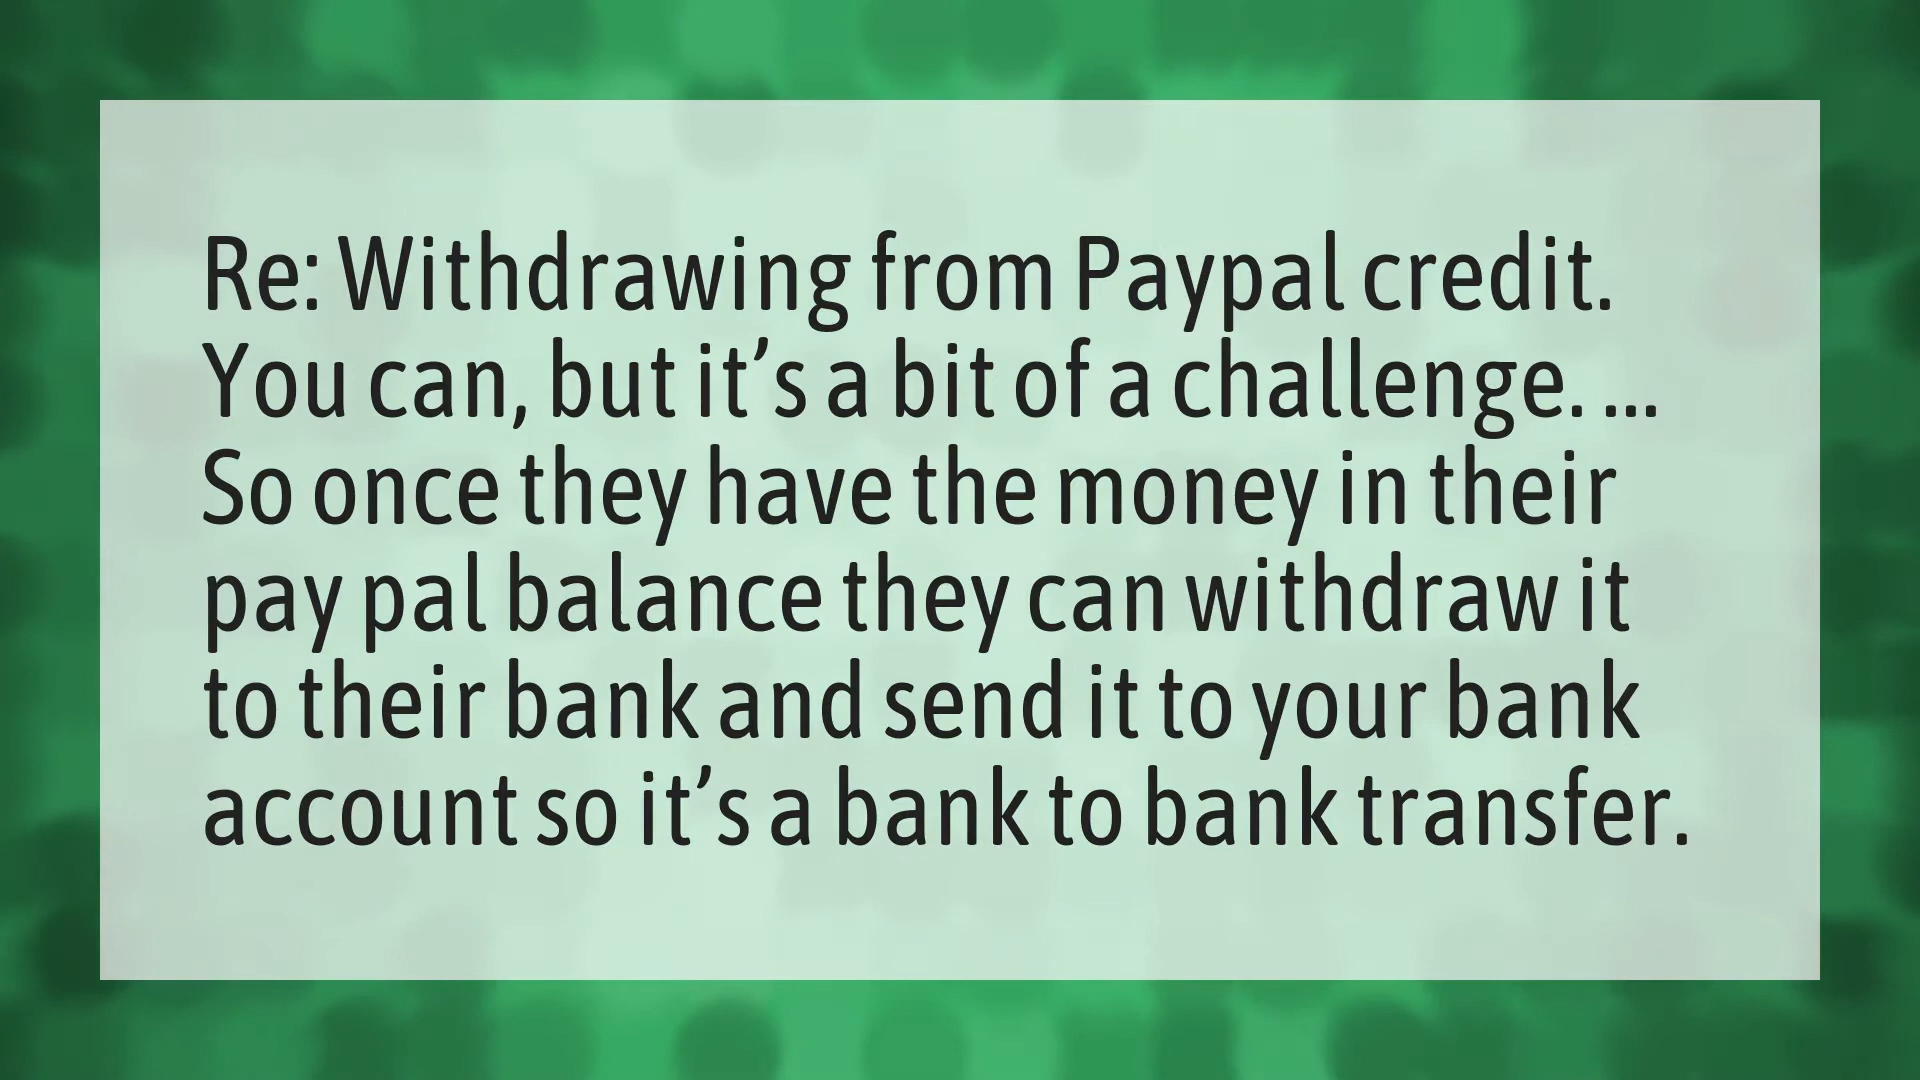 Re: Withdrawing from Paypal credit.
You can, but it’s a bit of a challenge. ...
So once they have the money in their
pay pal balance they can withdraw it
to their bank and send it to your bank
account so it’s a bank to bank transfer.